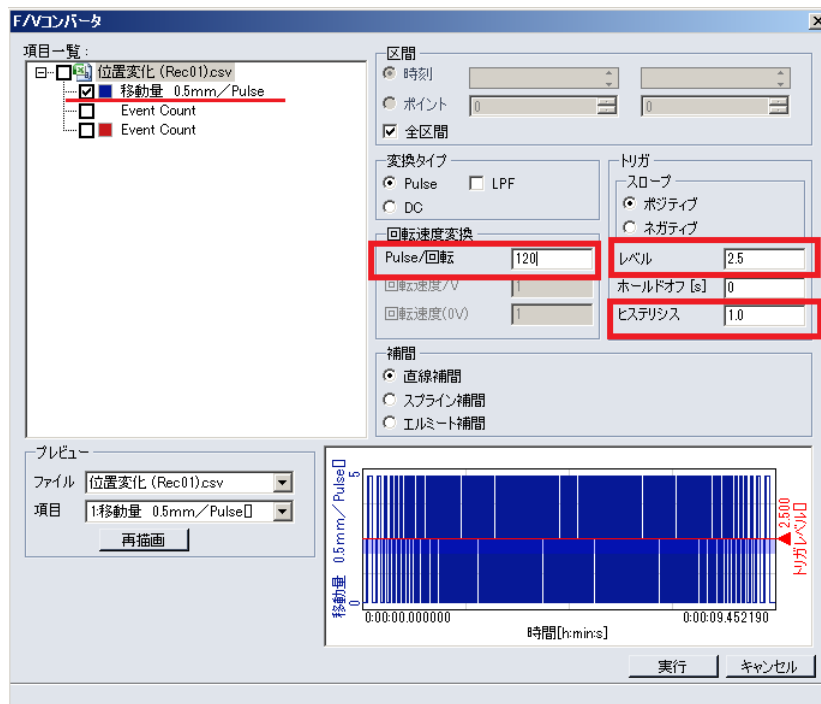 F/Vコンバータ
項目一覧 :
位置変化 (Rec01).csv
移動量 0.5mm／Pulse
Event Count
Event Count
区間
時刻
ポイント 0 0
全区間
変換タイプ
Pulse LPF
DC
回転速度変換
Pulse/回転 120
回転速度/V 1
回転速度(0V) 1
トリガ
スロープ
ポジティブ
ネガティブ
レベル 2.5
ホールドオフ [s] 0
ヒステリシス 1.0
補間
直線補間
スプライン補間
エルミート補間
プレビュー
ファイル 位置変化 (Rec01).csv
項目 1:移動量 0.5mm／Pulse[]
再描画
移動量 0.5mm／Pulse[]
5
0
0:00:00.000000 0:00:09.452190
時間[h:min:s]
2.500
トリガレベル[]
実行 キャンセル